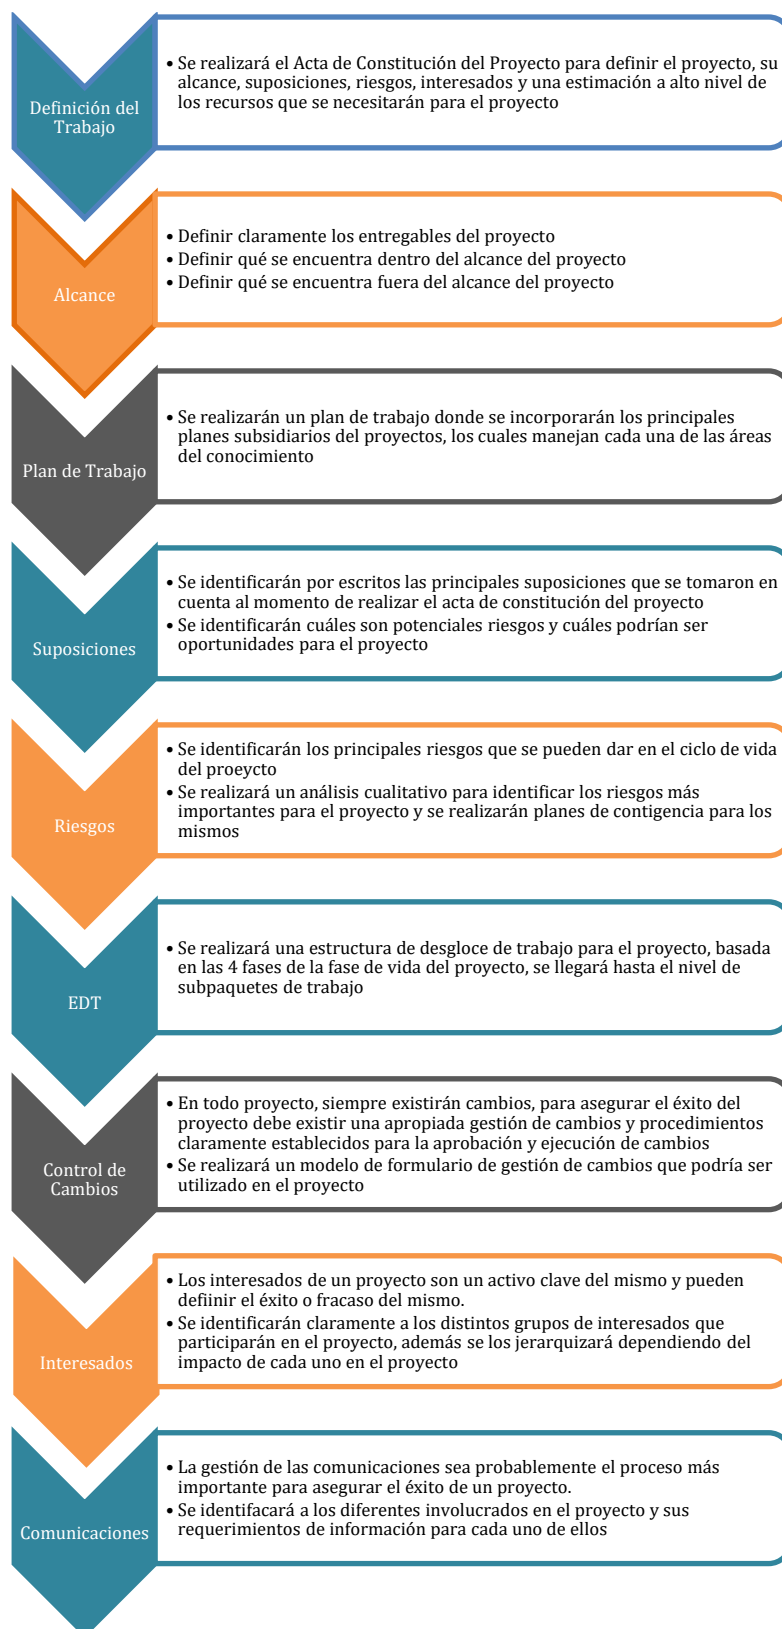 Definición del
Trabajo
• Se realizará el Acta de Constitución del Proyecto para definir el proyecto, su
alcance, suposiciones, riesgos, interesados y una estimación a alto nivel de
los recursos que se necesitarán para el proyecto
Alcance
• Definir claramente los entregables del proyecto
• Definir qué se encuentra dentro del alcance del proyecto
• Definir qué se encuentra fuera del alcance del proyecto
Plan de Trabajo
• Se realizarán un plan de trabajo donde se incorporarán los principales
planes subsidiarios del proyectos, los cuales manejan cada una de las áreas
del conocimiento
Suposiciones
• Se identificarán por escritos las principales suposiciones que se tomaron en
cuenta al momento de realizar el acta de constitución del proyecto
• Se identificarán cuáles son potenciales riesgos y cuáles podrían ser
oportunidades para el proyecto
Riesgos
• Se identificarán los principales riesgos que se pueden dar en el ciclo de vida
del proeycto
• Se realizará un análisis cualitativo para identificar los riesgos más
importantes para el proyecto y se realizarán planes de contigencia para los
mismos
EDT
• Se realizará una estructura de desgloce de trabajo para el proyecto, basada
en las 4 fases de la fase de vida del proyecto, se llegará hasta el nivel de
subpaquetes de trabajo
Control de
Cambios
• En todo proyecto, siempre existirán cambios, para asegurar el éxito del
proyecto debe existir una apropiada gestión de cambios y procedimientos
claramente establecidos para la aprobación y ejecución de cambios
• Se realizará un modelo de formulario de gestión de cambios que podría ser
utilizado en el proyecto
Interesados
• Los interesados de un proyecto son un activo clave del mismo y pueden
defiinir el éxito o fracaso del mismo.
• Se identificarán claramente a los distintos grupos de interesados que
participarán en el proyecto, además se los jerarquizará dependiendo del
impacto de cada uno en el proyecto
Comunicaciones
• La gestión de las comunicaciones sea probablemente el proceso más
importante para asegurar el éxito de un proyecto.
• Se identifacará a los diferentes involucrados en el proyecto y sus
requerimientos de información para cada uno de ellos